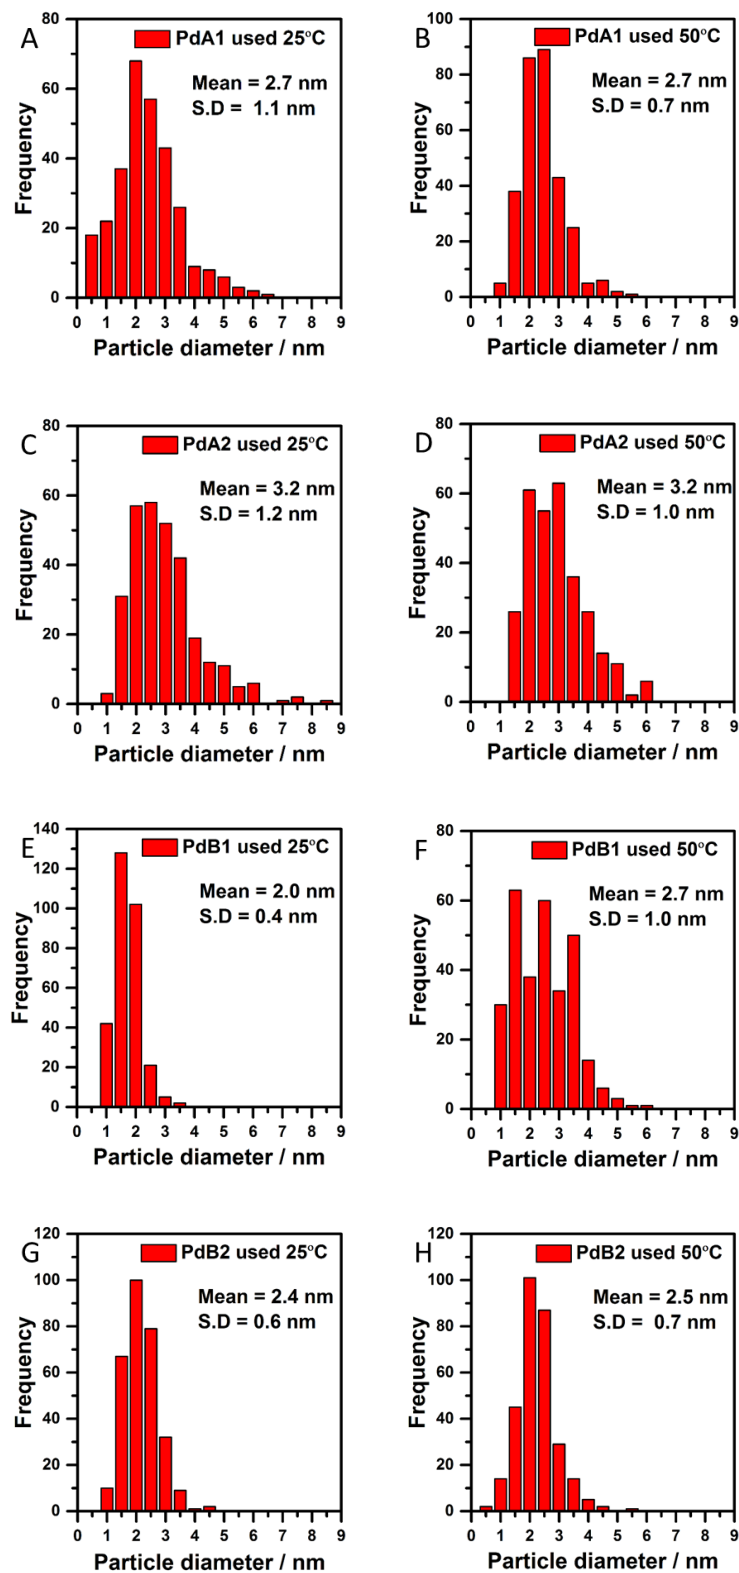 A
PdA1 used 25°C
Mean = 2.7 nm
S.D = 1.1 nm
Frequency
80
60
40
20
0
0 1 2 3 4 5 6 7 8 9
Particle diameter / nm
B
PdA1 used 50°C
Mean = 2.7 nm
S.D = 0.7 nm
Frequency
100
80
60
40
20
0
0 1 2 3 4 5 6 7 8 9
Particle diameter / nm
C
PdA2 used 25°C
Mean = 3.2 nm
S.D = 1.2 nm
Frequency
80
60
40
20
0
0 1 2 3 4 5 6 7 8 9
Particle diameter / nm
D
PdA2 used 50°C
Mean = 3.2 nm
S.D = 1.0 nm
Frequency
80
60
40
20
0
0 1 2 3 4 5 6 7 8 9
Particle diameter / nm
E
PdB1 used 25°C
Mean = 2.0 nm
S.D = 0.4 nm
Frequency
140
120
100
80
60
40
20
0
0 1 2 3 4 5 6 7 8 9
Particle diameter / nm
F
PdB1 used 50°C
Mean = 2.7 nm
S.D = 1.0 nm
Frequency
80
60
40
20
0
0 1 2 3 4 5 6 7 8 9
Particle diameter / nm
G
PdB2 used 25°C
Mean = 2.4 nm
S.D = 0.6 nm
Frequency
120
100
80
60
40
20
0
0 1 2 3 4 5 6 7 8 9
Particle diameter / nm
H
PdB2 used 50°C
Mean = 2.5 nm
S.D = 0.7 nm
Frequency
120
100
80
60
40
20
0
0 1 2 3 4 5 6 7 8 9
Particle diameter / nm